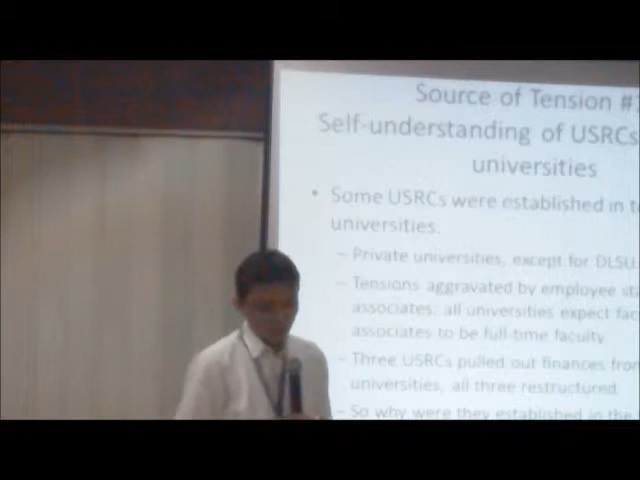 Source of Tension #
Self-understanding of USRCs
universities
• Some USRCs were established in
universities.
– Private universities, except for DLSU
– Tensions aggravated by employee
associates: all universities expect
associates to be full-time faculty
– Three USRCs pulled out finances from
universities, all three restructured
– So why were they established in the